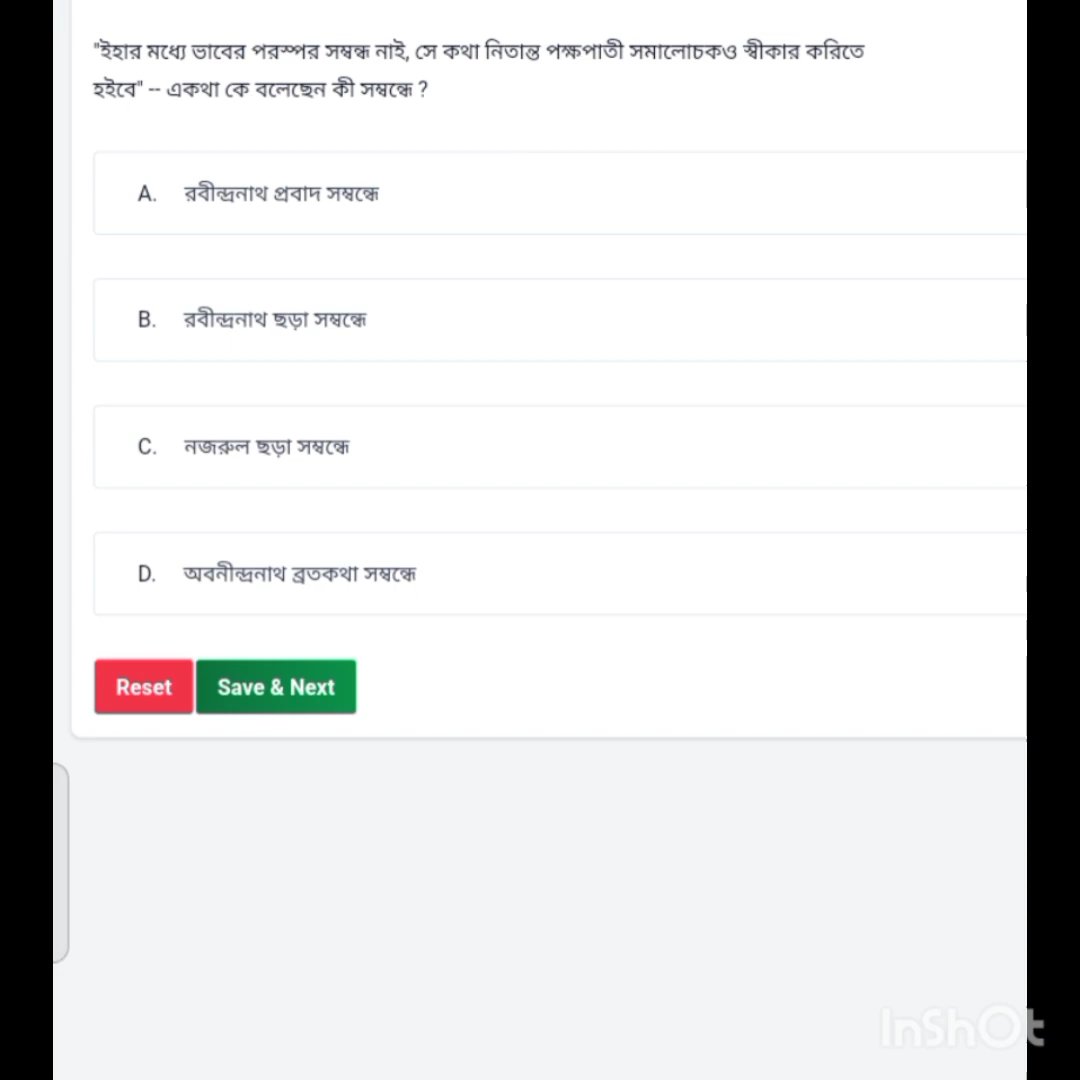 "ইহার মধ্যে ভাবের পরস্পর সম্বন্ধ নাই, সে কথা নিতান্ত পক্ষপাতী সমালোচকও স্বীকার করিতে
হইবে" -- একথা কে বলেছেন কী সম্বন্ধে ?
A. রবীন্দ্রনাথ প্রবাদ সম্বন্ধে
B. রবীন্দ্রনাথ ছড়া সম্বন্ধে
C. নজরুল ছড়া সম্বন্ধে
D. অবনীন্দ্রনাথ ব্রতকথা সম্বন্ধে
Reset Save & Next
InShOt